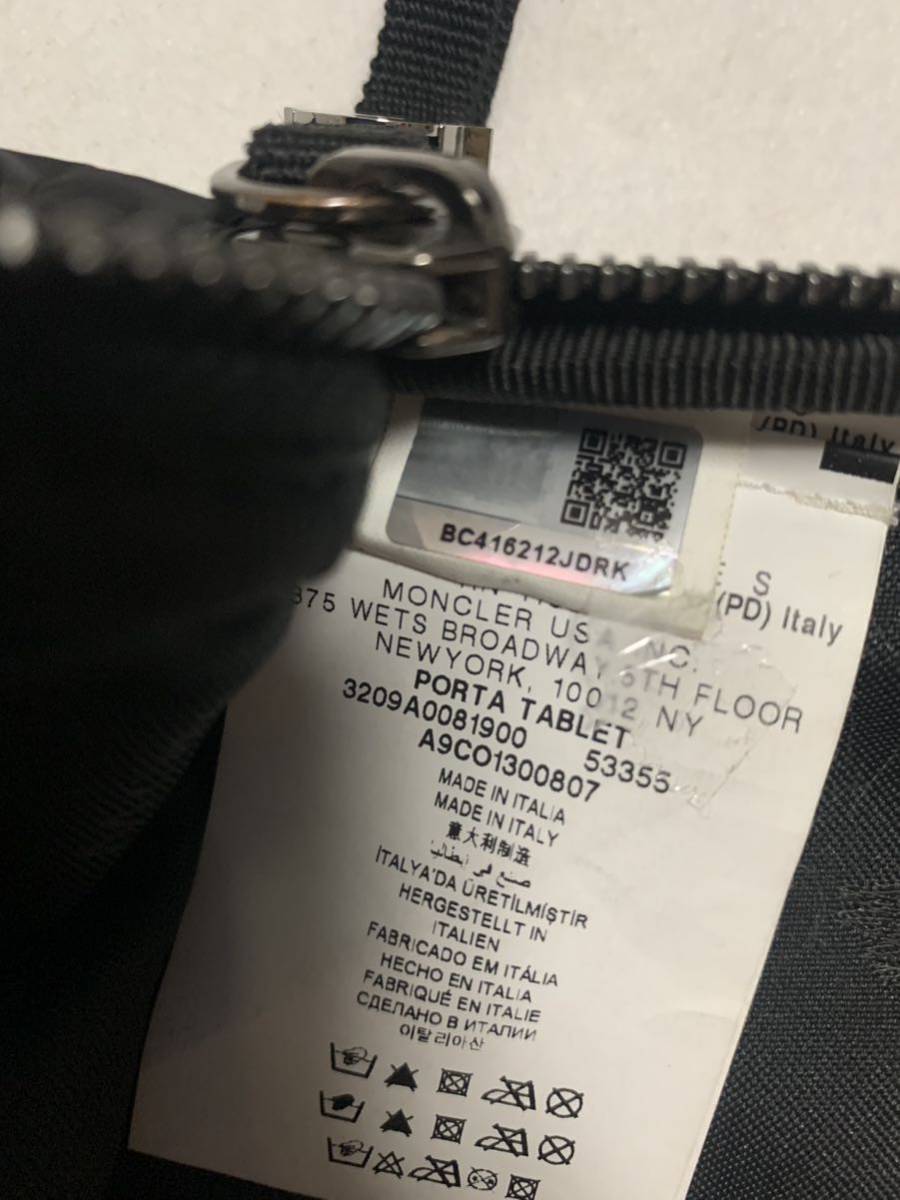 (PD) Italy
BC416212JDRK
S
(PD) Italy
MONCLER USA INC.
375 WETS BROADWAY 5TH FLOOR
NEWYORK, 10012 NY
PORTA TABLET
3209A0081900 53355
A9CO1300807
MADE IN ITALIA
MADE IN ITALY
意大利制造
صنع في إيطاليا
İTALYA'DA ÜRETİLMİŞTİR
HERGESTELLT IN
ITALIEN
FABRICADO EM ITÁLIA
HECHO EN ITALIA
FABRIQUÉ EN ITALIE
СДЕЛАНО В ИТАЛИИ
이탈리아산